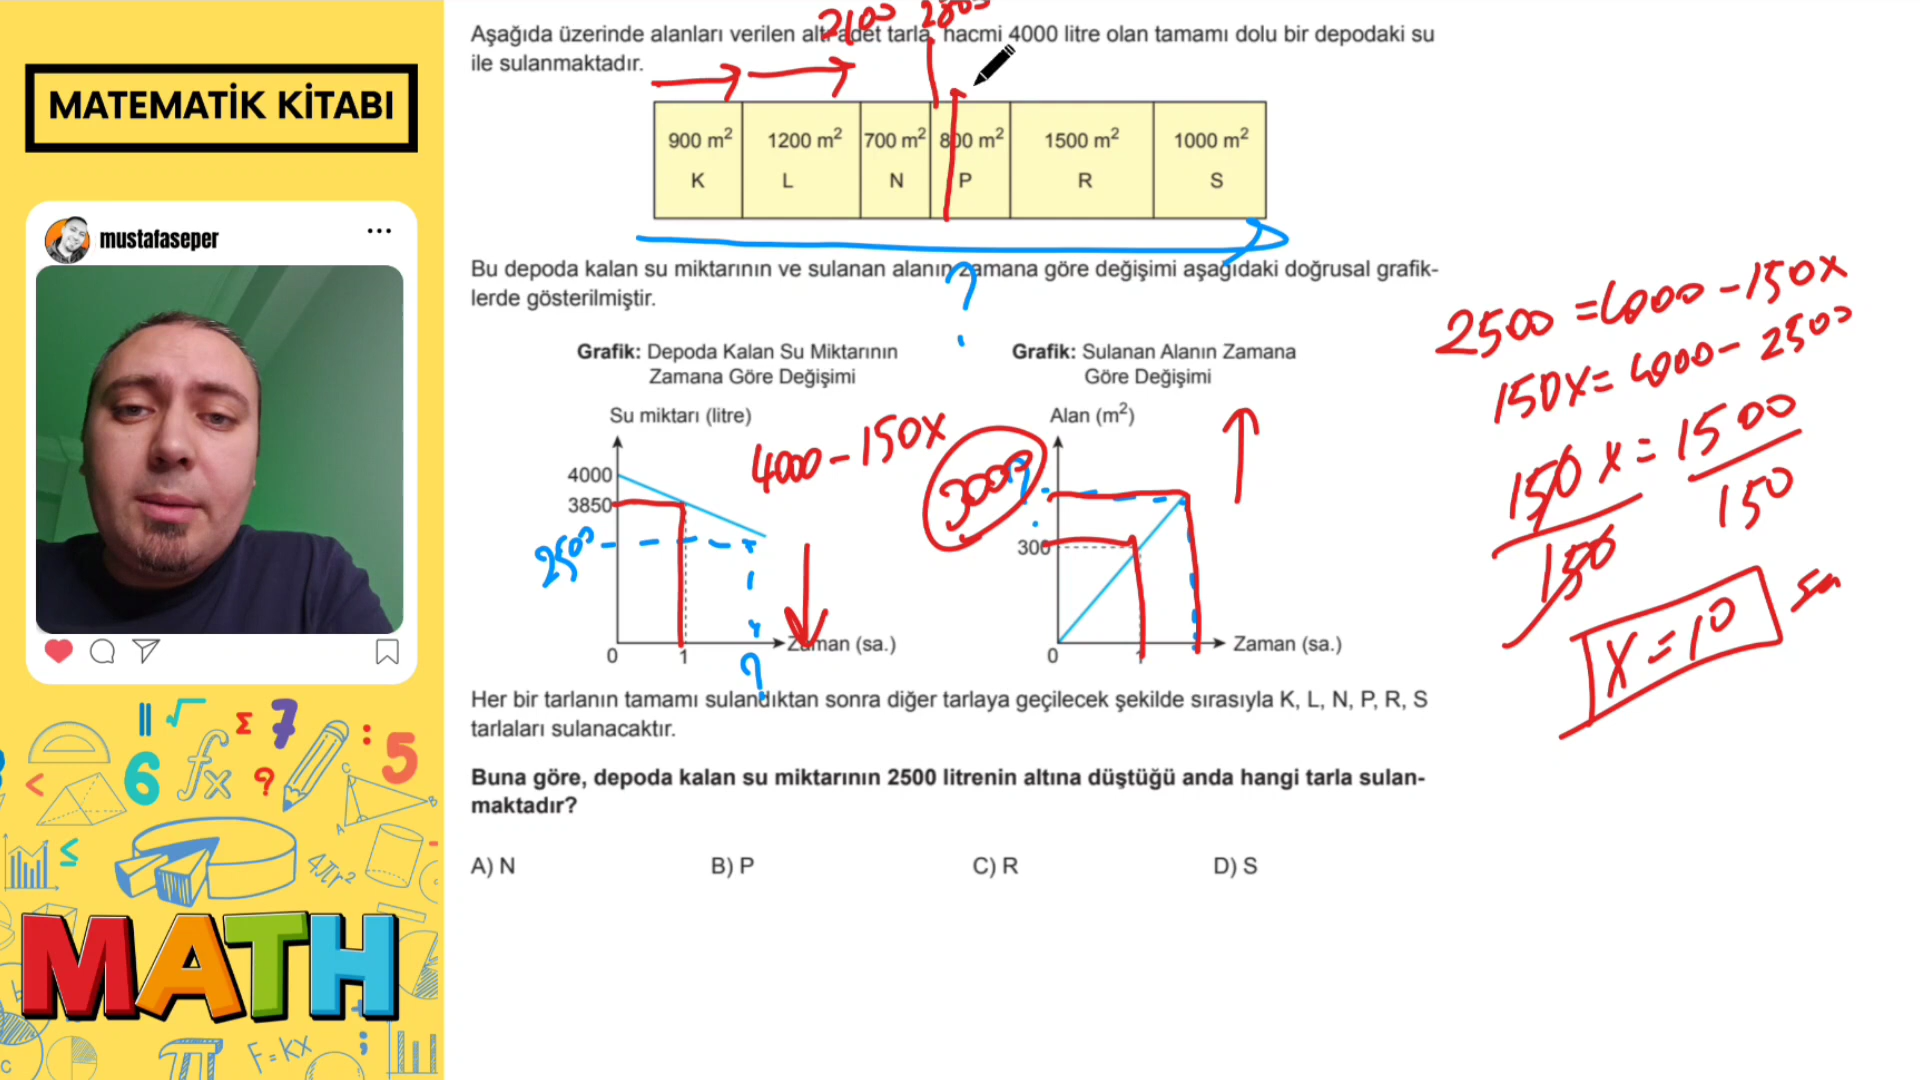 MATEMATİK KİTABI
mustafaseper
MATH
Aşağıda üzerinde alanları verilen altı adet tarla, hacmi 4000 litre olan tamamı dolu bir depodaki su
ile sulanmaktadır.
2100 2800
900 m² 1200 m² 700 m² 800 m² 1500 m² 1000 m²
K L N P R S
?
Bu depoda kalan su miktarının ve sulanan alanın zamana göre değişimi aşağıdaki doğrusal grafik-
lerde gösterilmiştir.
Grafik: Depoda Kalan Su Miktarının
Zamana Göre Değişimi
Su miktarı (litre)
4000
3850
2500
0 1 ? Zaman (sa.)
4000 - 150x
Grafik: Sulanan Alanın Zamana
Göre Değişimi
Alan (m²)
3000 ?
300
0 1 Zaman (sa.)
Her bir tarlanın tamamı sulandıktan sonra diğer tarlaya geçilecek şekilde sırasıyla K, L, N, P, R, S
tarlaları sulanacaktır.
Buna göre, depoda kalan su miktarının 2500 litrenin altına düştüğü anda hangi tarla sulan-
maktadır?
A) N B) P C) R D) S
2500 = 4000 - 150x
150x = 4000 - 2500
150x = 1500
150 150
x = 10 sa